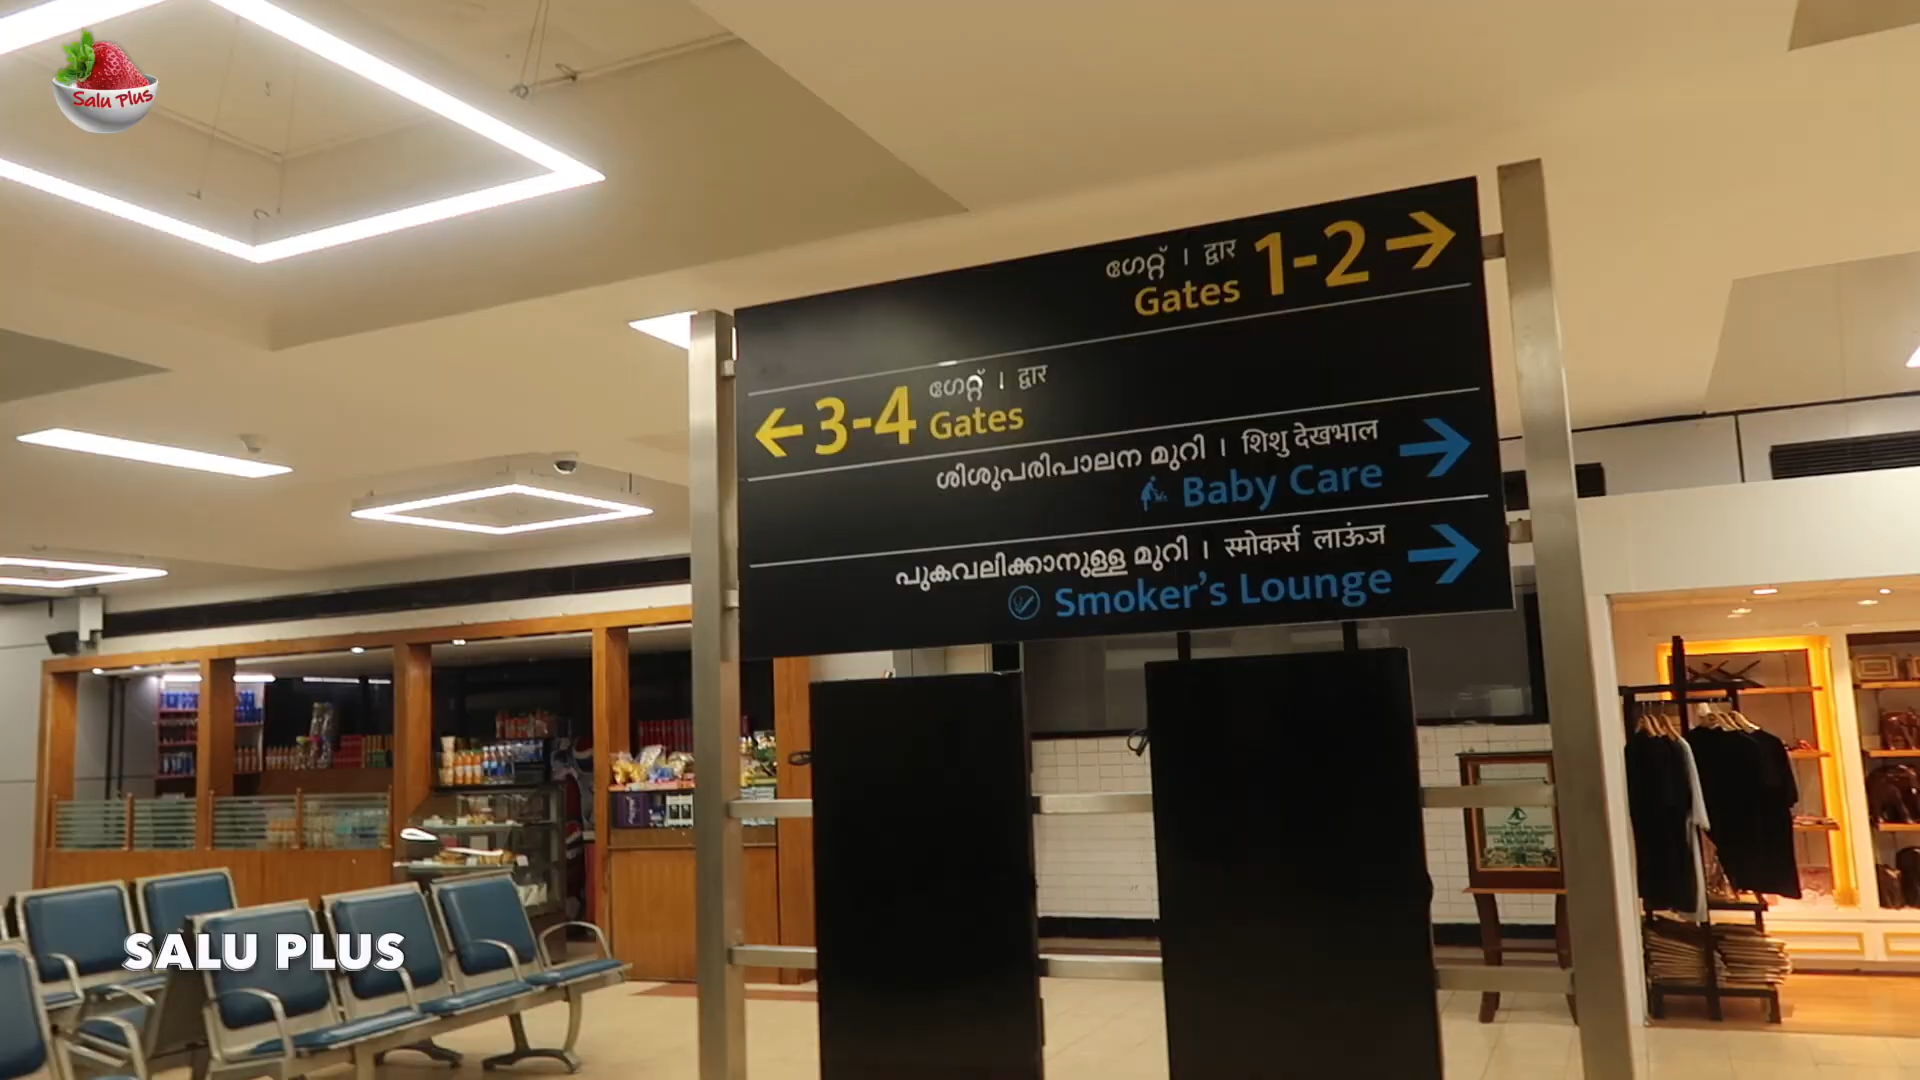 Salu Plus
ഗേറ്റ് | द्वार
Gates 1-2 →
← 3-4 ഗേറ്റ് | द्वार
Gates
ശിശുപരിപാലന മുറി | शिशु देखभाल
Baby Care →
പുകവലിക്കാനുള്ള മുറി | स्मोकर्स लाऊंज
Smoker's Lounge →
SALU PLUS